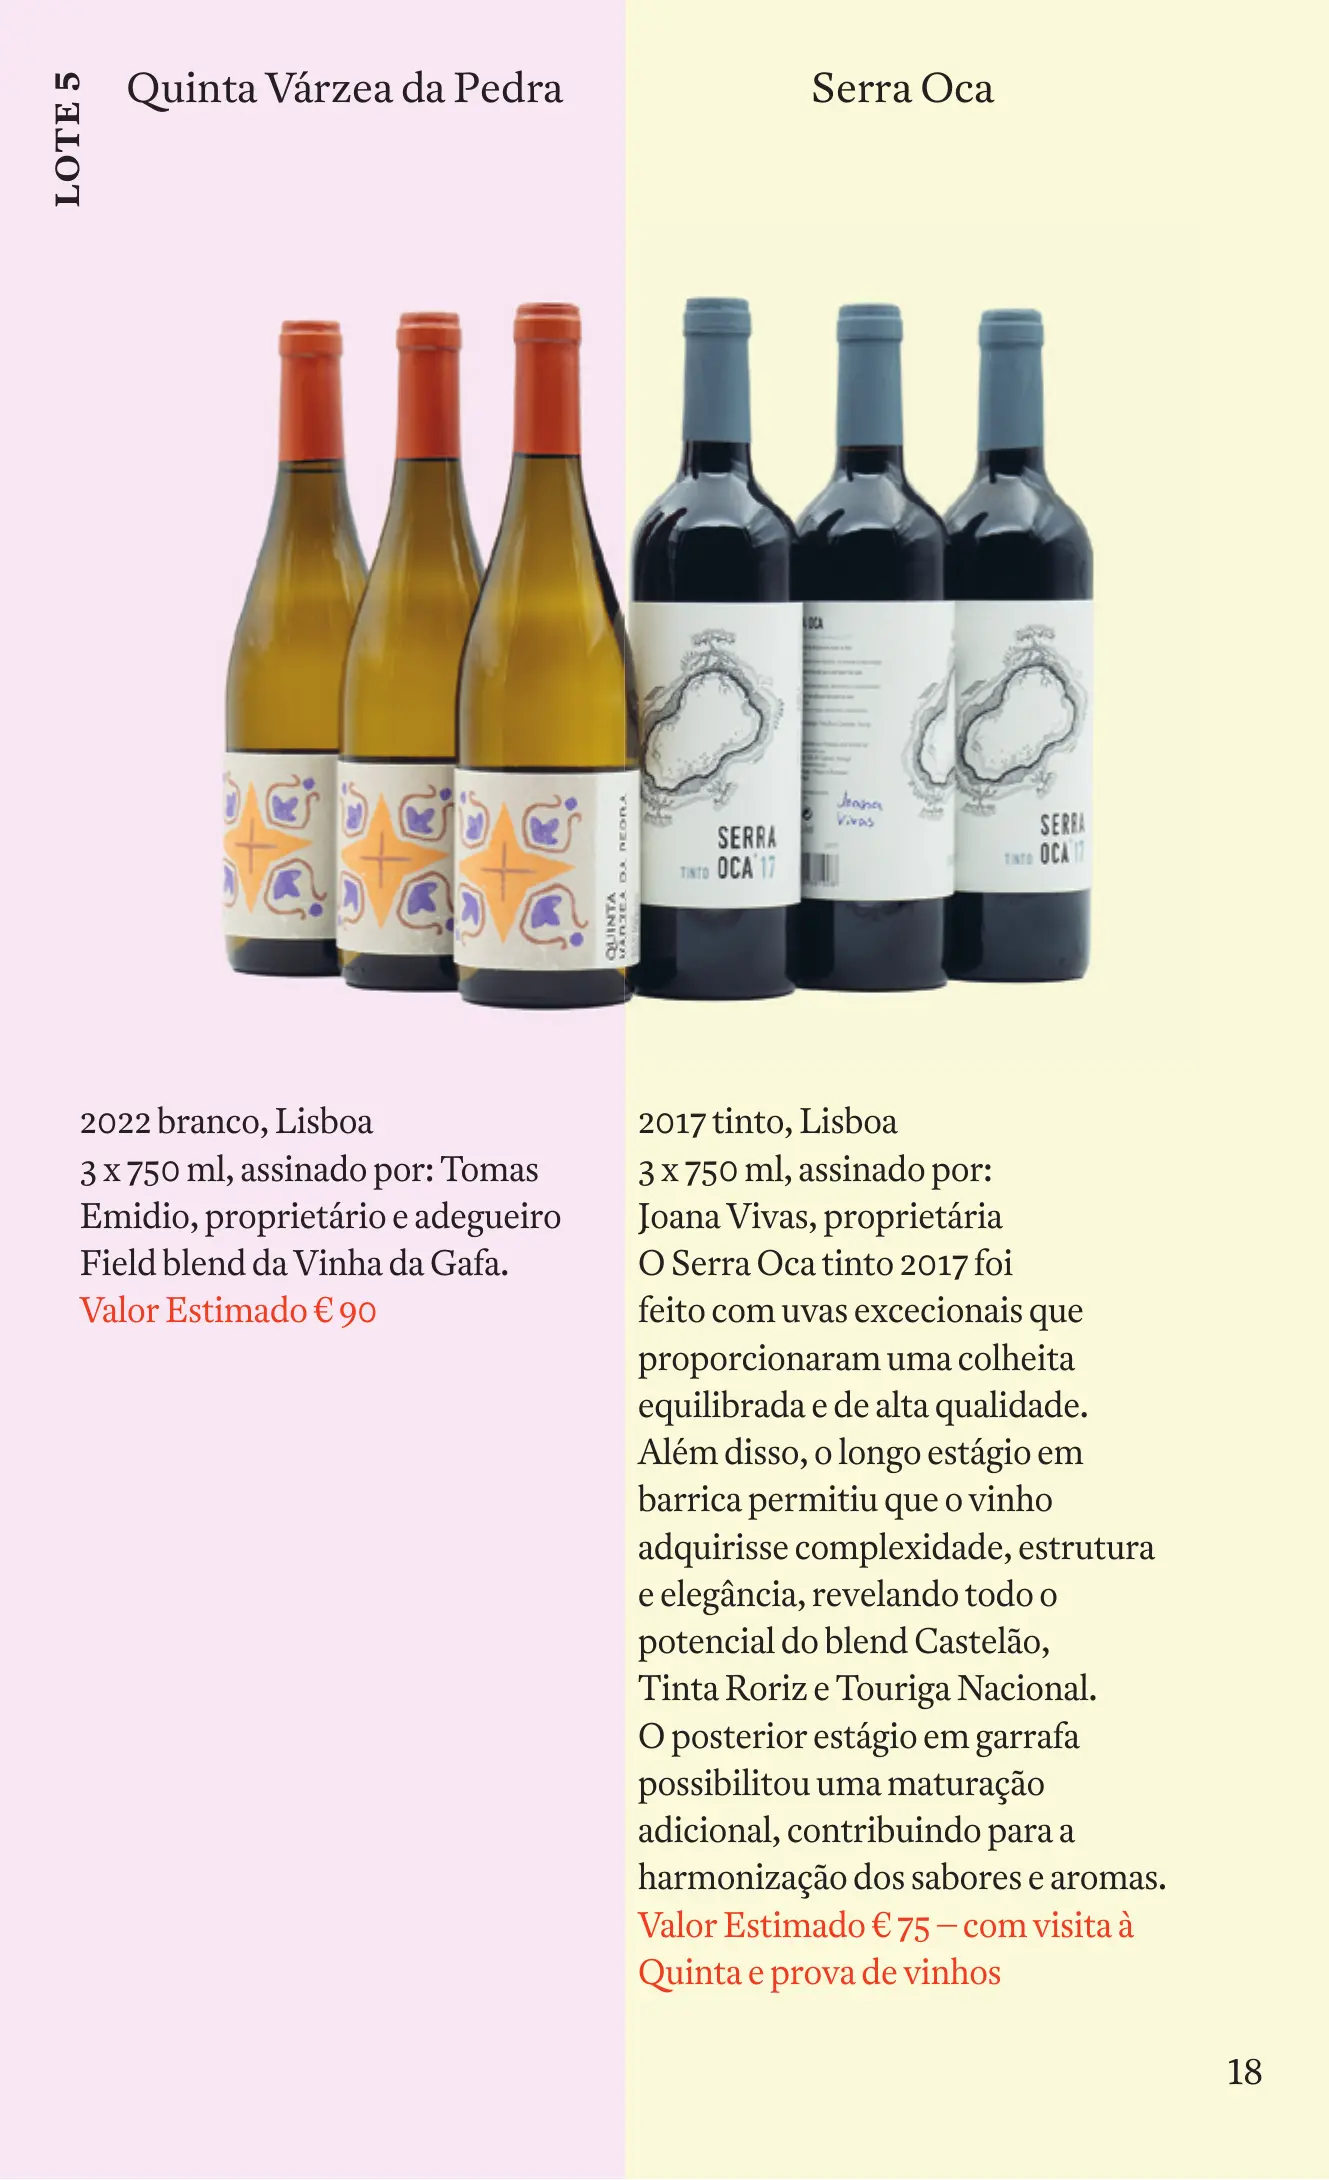 LOTE 5
Quinta Várzea da Pedra
Serra Oca
QUINTA
VARZEA DA PEDRA
SERRA
TINTO OCA 17
A OCA
Joana
Vivas
SERRA
TINTO OCA 17
2022 branco, Lisboa
3 x 750 ml, assinado por: Tomas
Emidio, proprietário e adegueiro
Field blend da Vinha da Gafa.
Valor Estimado € 90
2017 tinto, Lisboa
3 x 750 ml, assinado por:
Joana Vivas, proprietária
O Serra Oca tinto 2017 foi
feito com uvas excecionais que
proporcionaram uma colheita
equilibrada e de alta qualidade.
Além disso, o longo estágio em
barrica permitiu que o vinho
adquirisse complexidade, estrutura
e elegância, revelando todo o
potencial do blend Castelão,
Tinta Roriz e Touriga Nacional.
O posterior estágio em garrafa
possibilitou uma maturação
adicional, contribuindo para a
harmonização dos sabores e aromas.
Valor Estimado € 75 – com visita à
Quinta e prova de vinhos
18